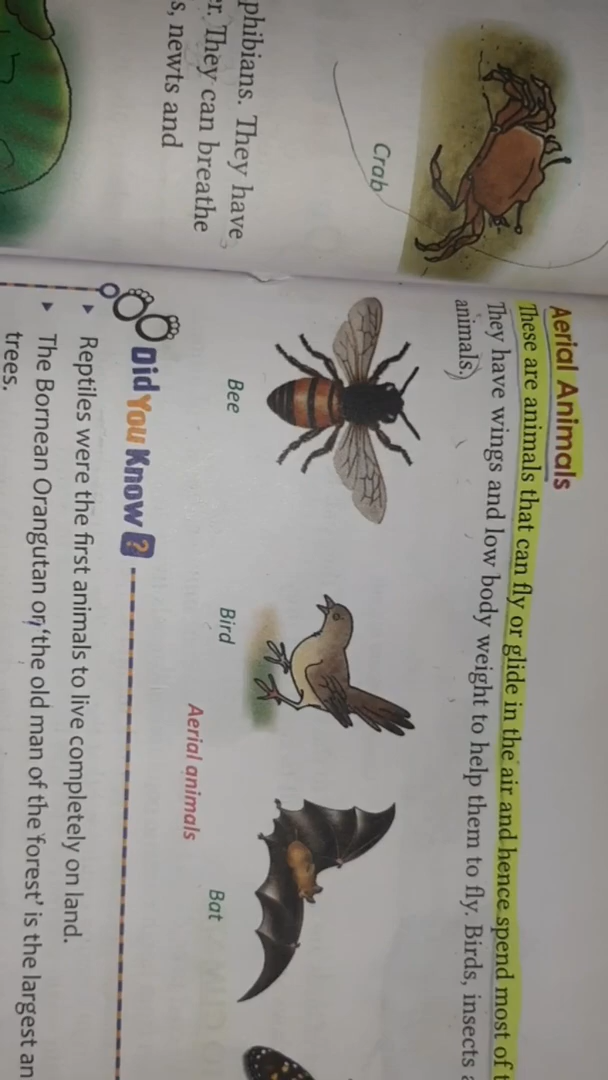 phibians. They have
r. They can breathe
s, newts and
Crab
Aerial Animals
These are animals that can fly or glide in the air and hence spend most of t
They have wings and low body weight to help them to fly. Birds, insects a
animals.
Bee
Bird
Bat
Aerial animals
Did You Know?
Reptiles were the first animals to live completely on land.
The Bornean Orangutan or 'the old man of the forest' is the largest an
trees.